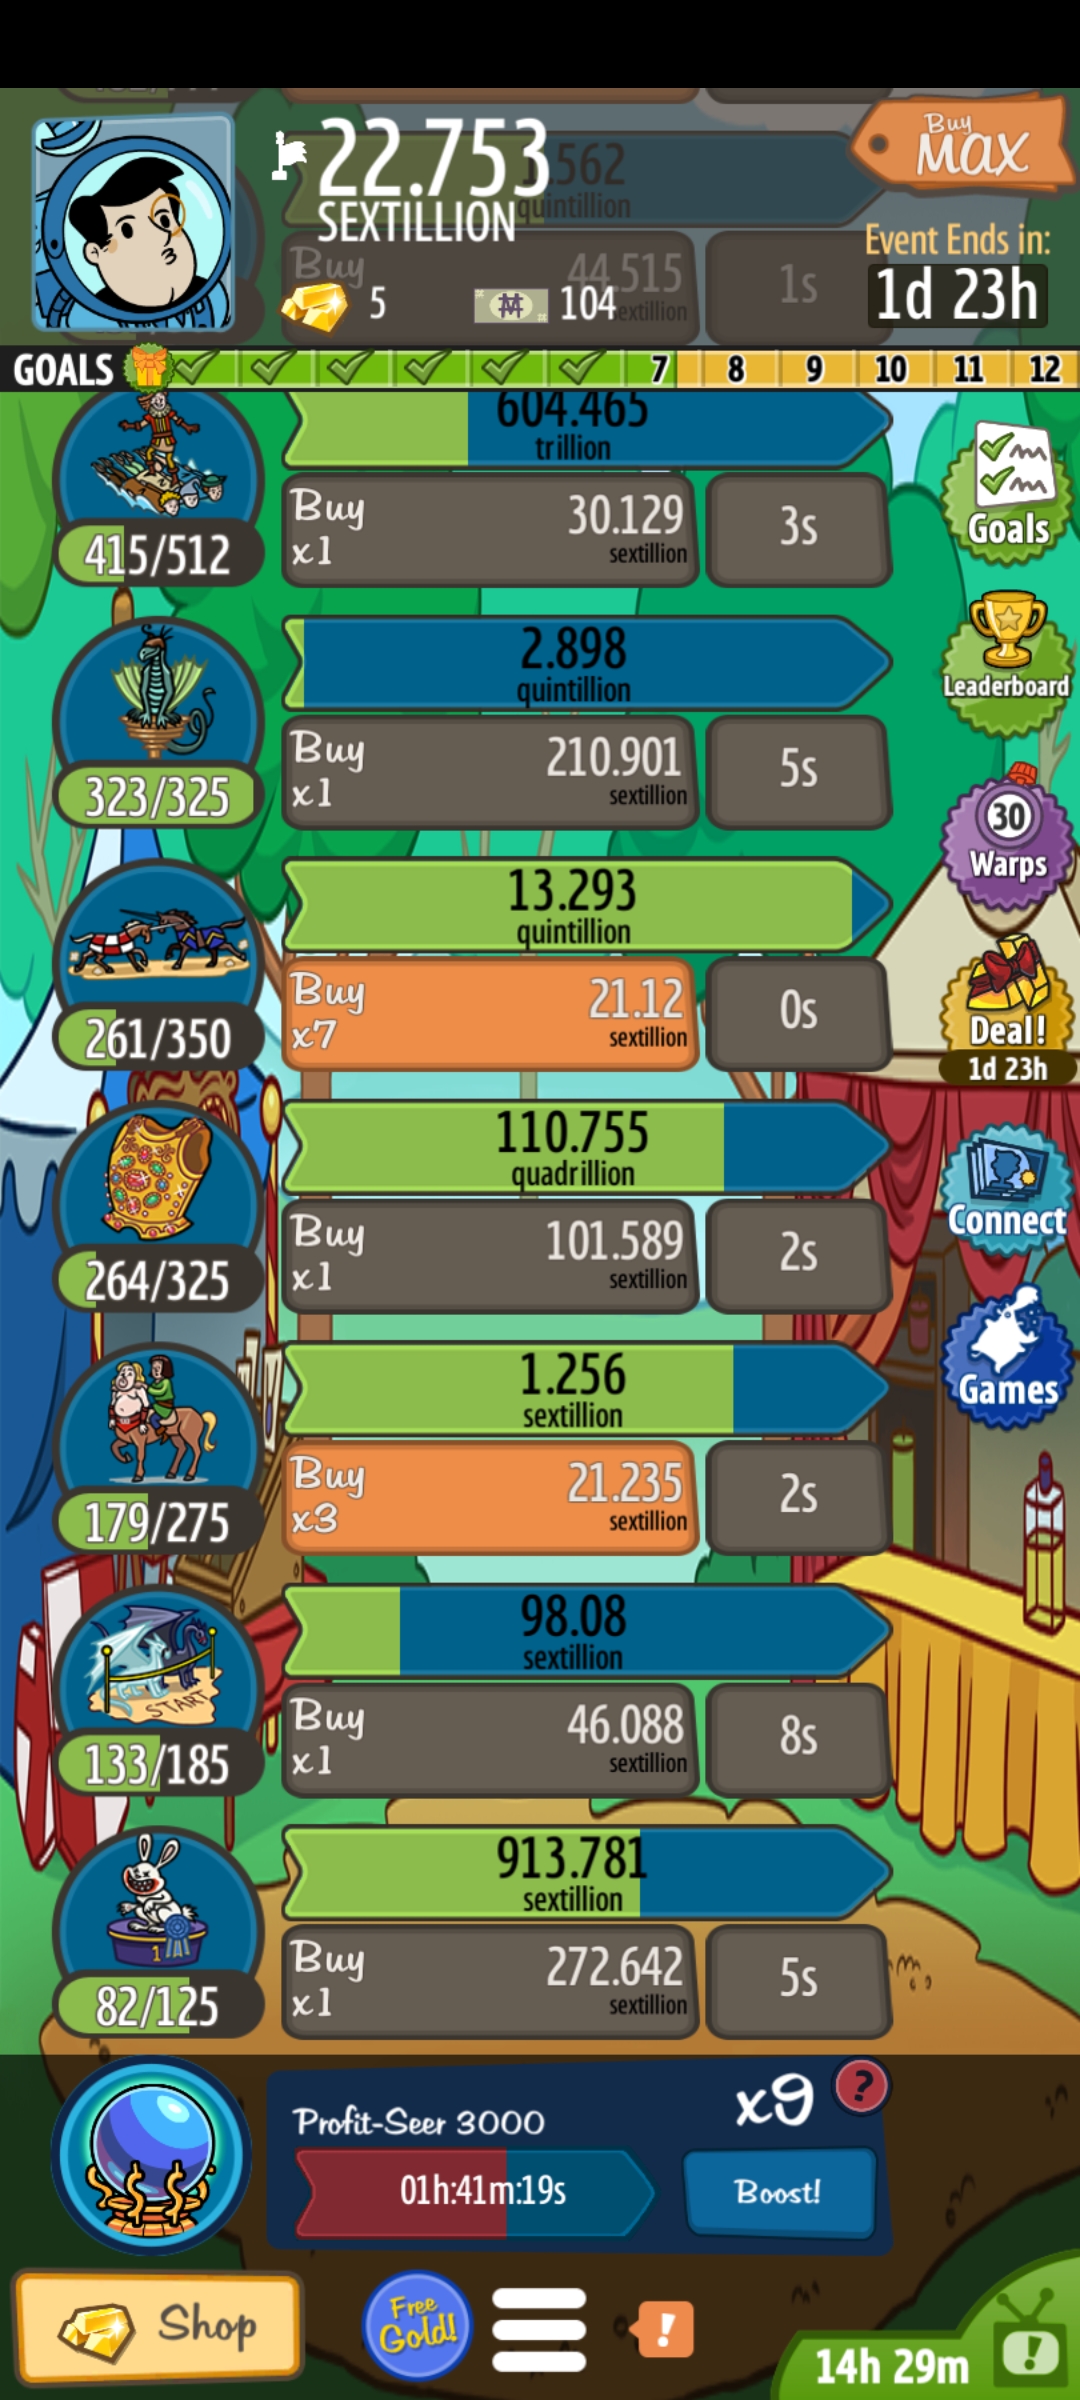 22.753
SEXTILLION
5
104
Buy
MAX
Event Ends in:
1d 23h
.562
quintillion
Buy
44.515
sextillion
1s
GOALS
7
8
9
10
11
12
604.465
trillion
415/512
Buy
x1
30.129
sextillion
3s
Goals
2.898
quintillion
323/325
Buy
x1
210.901
sextillion
5s
Leaderboard
13.293
quintillion
261/350
Buy
x7
21.12
sextillion
0s
30
Warps
Deal!
1d 23h
110.755
quadrillion
264/325
Buy
x1
101.589
sextillion
2s
Connect
1.256
sextillion
179/275
Buy
x3
21.235
sextillion
2s
Games
98.08
sextillion
START
133/185
Buy
x1
46.088
sextillion
8s
913.781
sextillion
1
82/125
Buy
x1
272.642
sextillion
5s
Profit-Seer 3000
x9
?
01h:41m:19s
Boost!
Shop
Free
Gold!
!
14h 29m
!